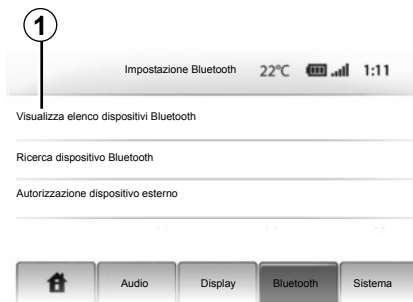 1
Impostazione Bluetooth 22°C 1:11
Visualizza elenco dispositivi Bluetooth
Ricerca dispositivo Bluetooth
Autorizzazione dispositivo esterno
Audio Display Bluetooth Sistema